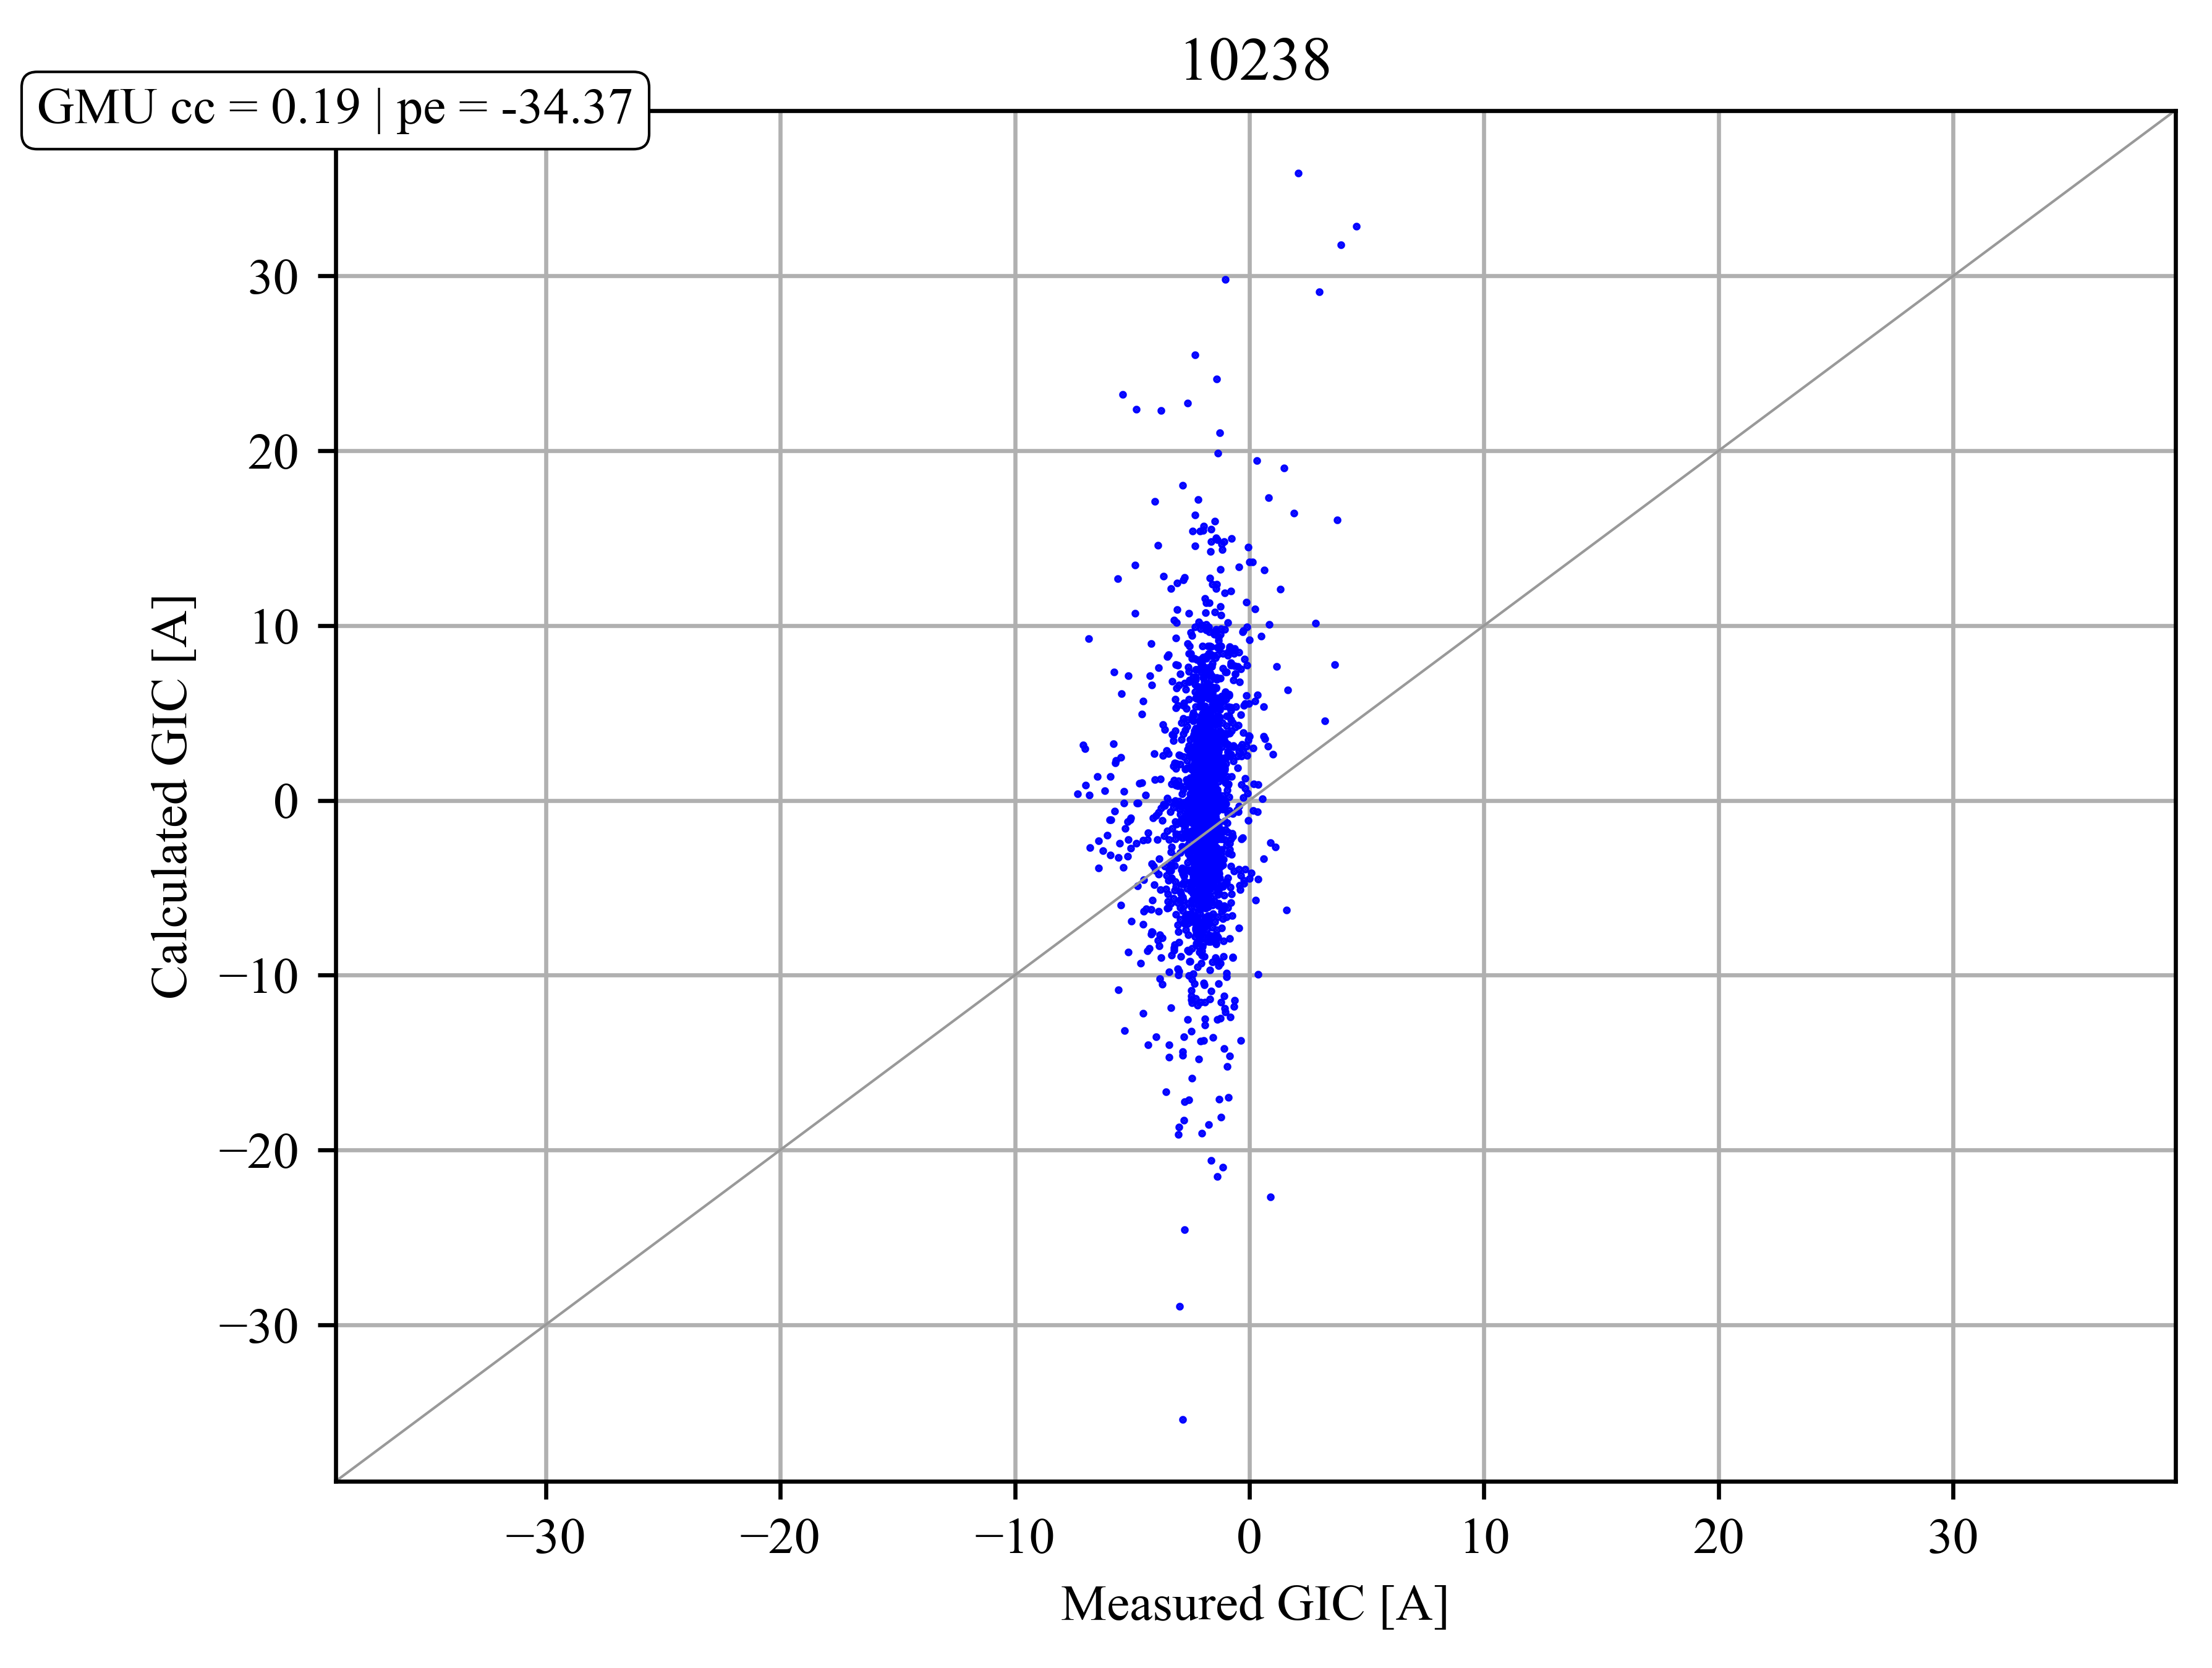 10238
GMU cc = 0.19 | pe = -34.37
30
20
10
0
−10
−20
−30
Calculated GIC [A]
−30 −20 −10 0 10 20 30
Measured GIC [A]